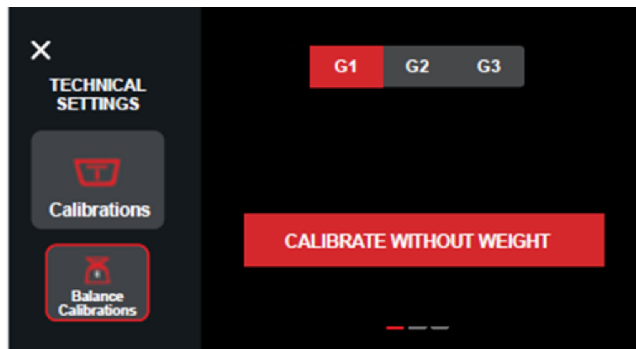 TECHNICAL
SETTINGS
Calibrations
Balance
Calibrations
G1 G2 G3
CALIBRATE WITHOUT WEIGHT